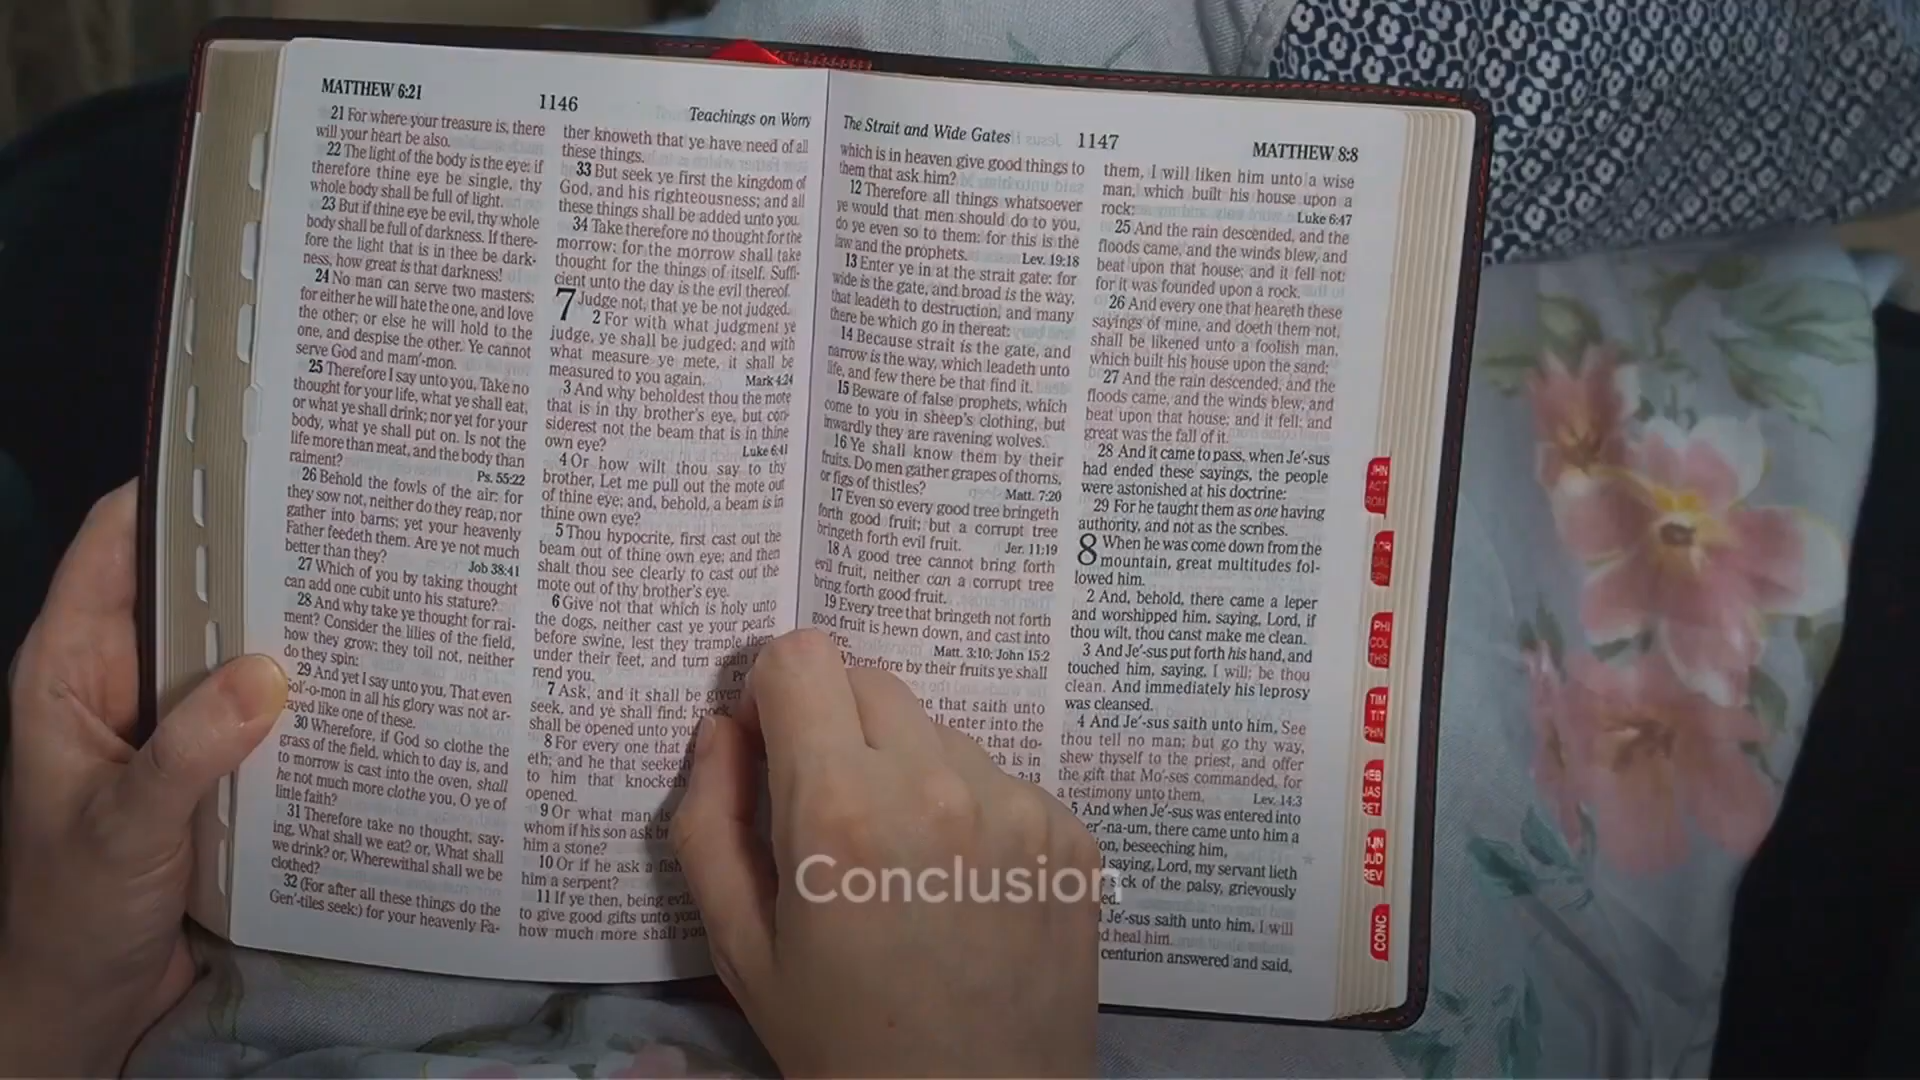 MATTHEW 6:21
1146
Teachings on Worry
21 For where your treasure is, there
will your heart be also.
22 The light of the body is the eye: if
therefore thine eye be single, thy
whole body shall be full of light.
23 But if thine eye be evil, thy whole
body shall be full of darkness. If there-
fore the light that is in thee be dark-
ness, how great is that darkness!
24 No man can serve two masters:
for either he will hate the one, and love
the other; or else he will hold to the
one, and despise the other. Ye cannot
serve God and mam'-mon.
25 Therefore I say unto you, Take no
thought for your life, what ye shall eat,
or what ye shall drink; nor yet for your
body, what ye shall put on. Is not the
life more than meat, and the body than
raiment?
Ps. 55:22
26 Behold the fowls of the air: for
they sow not, neither do they reap, nor
gather into barns; yet your heavenly
Father feedeth them. Are ye not much
better than they?
Job 38:41
27 Which of you by taking thought
can add one cubit unto his stature?
28 And why take ye thought for rai-
ment? Consider the lilies of the field,
how they grow; they toil not, neither
do they spin:
29 And yet I say unto you, That even
Sol'-o-mon in all his glory was not ar-
rayed like one of these.
30 Wherefore, if God so clothe the
grass of the field, which to day is, and
to morrow is cast into the oven, shall
he not much more clothe you, O ye of
little faith?
31 Therefore take no thought, say-
ing, What shall we eat? or, What shall
we drink? or, Wherewithal shall we be
clothed?
32 (For after all these things do the
Gen'-tiles seek:) for your heavenly Fa-
ther knoweth that ye have need of all
these things.
33 But seek ye first the kingdom of
God, and his righteousness; and all
these things shall be added unto you.
34 Take therefore no thought for the
morrow: for the morrow shall take
thought for the things of itself. Suffi-
cient unto the day is the evil thereof.
7 Judge not, that ye be not judged.
2 For with what judgment ye
judge, ye shall be judged: and with
what measure ye mete, it shall be
measured to you again.
Mark 4:24
3 And why beholdest thou the mote
that is in thy brother's eye, but con-
siderest not the beam that is in thine
own eye?
Luke 6:41
4 Or how wilt thou say to thy
brother, Let me pull out the mote out
of thine eye; and, behold, a beam is in
thine own eye?
5 Thou hypocrite, first cast out the
beam out of thine own eye; and then
shalt thou see clearly to cast out the
mote out of thy brother's eye.
6 Give not that which is holy unto
the dogs, neither cast ye your pearls
before swine, lest they trample them
under their feet, and turn again
rend you.
7 Ask, and it shall be given
seek, and ye shall find; knock,
shall be opened unto you
8 For every one that
eth; and he that seeketh
to him that knocketh
opened.
9 Or what man is
whom if his son ask
him a stone?
10 Or if he ask a fish
him a serpent?
11 If ye then, being evil,
to give good gifts unto your
how much more shall you
The Strait and Wide Gates
1147
MATTHEW 8:8
which is in heaven give good things to
them that ask him?
12 Therefore all things whatsoever
ye would that men should do to you,
do ye even so to them: for this is the
law and the prophets.
Lev. 19:18
13 Enter ye in at the strait gate: for
wide is the gate, and broad is the way,
that leadeth to destruction, and many
there be which go in thereat:
14 Because strait is the gate, and
narrow is the way, which leadeth unto
life, and few there be that find it.
15 Beware of false prophets, which
come to you in sheep's clothing, but
inwardly they are ravening wolves.
16 Ye shall know them by their
fruits. Do men gather grapes of thorns,
or figs of thistles?
Matt. 7:20
17 Even so every good tree bringeth
forth good fruit; but a corrupt tree
bringeth forth evil fruit.
Jer. 11:19
18 A good tree cannot bring forth
evil fruit, neither can a corrupt tree
bring forth good fruit.
19 Every tree that bringeth not forth
good fruit is hewn down, and cast into
fire.
Matt. 3:10; John 15:2
Wherefore by their fruits ye shall
that saith unto
enter into the
that do-
is in
2:13
them, I will liken him unto a wise
man, which built his house upon a
rock:
Luke 6:47
25 And the rain descended, and the
floods came, and the winds blew, and
beat upon that house; and it fell not:
for it was founded upon a rock.
26 And every one that heareth these
sayings of mine, and doeth them not,
shall be likened unto a foolish man,
which built his house upon the sand:
27 And the rain descended, and the
floods came, and the winds blew, and
beat upon that house; and it fell: and
great was the fall of it.
28 And it came to pass, when Je'-sus
had ended these sayings, the people
were astonished at his doctrine:
29 For he taught them as one having
authority, and not as the scribes.
8 When he was come down from the
mountain, great multitudes fol-
lowed him.
2 And, behold, there came a leper
and worshipped him, saying, Lord, if
thou wilt, thou canst make me clean.
3 And Je'-sus put forth his hand, and
touched him, saying, I will; be thou
clean. And immediately his leprosy
was cleansed.
4 And Je'-sus saith unto him, See
thou tell no man; but go thy way,
shew thyself to the priest, and offer
the gift that Mo'-ses commanded, for
a testimony unto them.
Lev. 14:3
5 And when Je'-sus was entered into
er'-na-um, there came unto him a
beseeching him,
saying, Lord, my servant lieth
sick of the palsy, grievously
Je'-sus saith unto him, I will
heal him.
centurion answered and said,
JHN
ACT
ROM
PHI
COL
THS
TIM
TIT
PHN
HEB
JAS
PET
JUD
REV
CONC
Conclusion